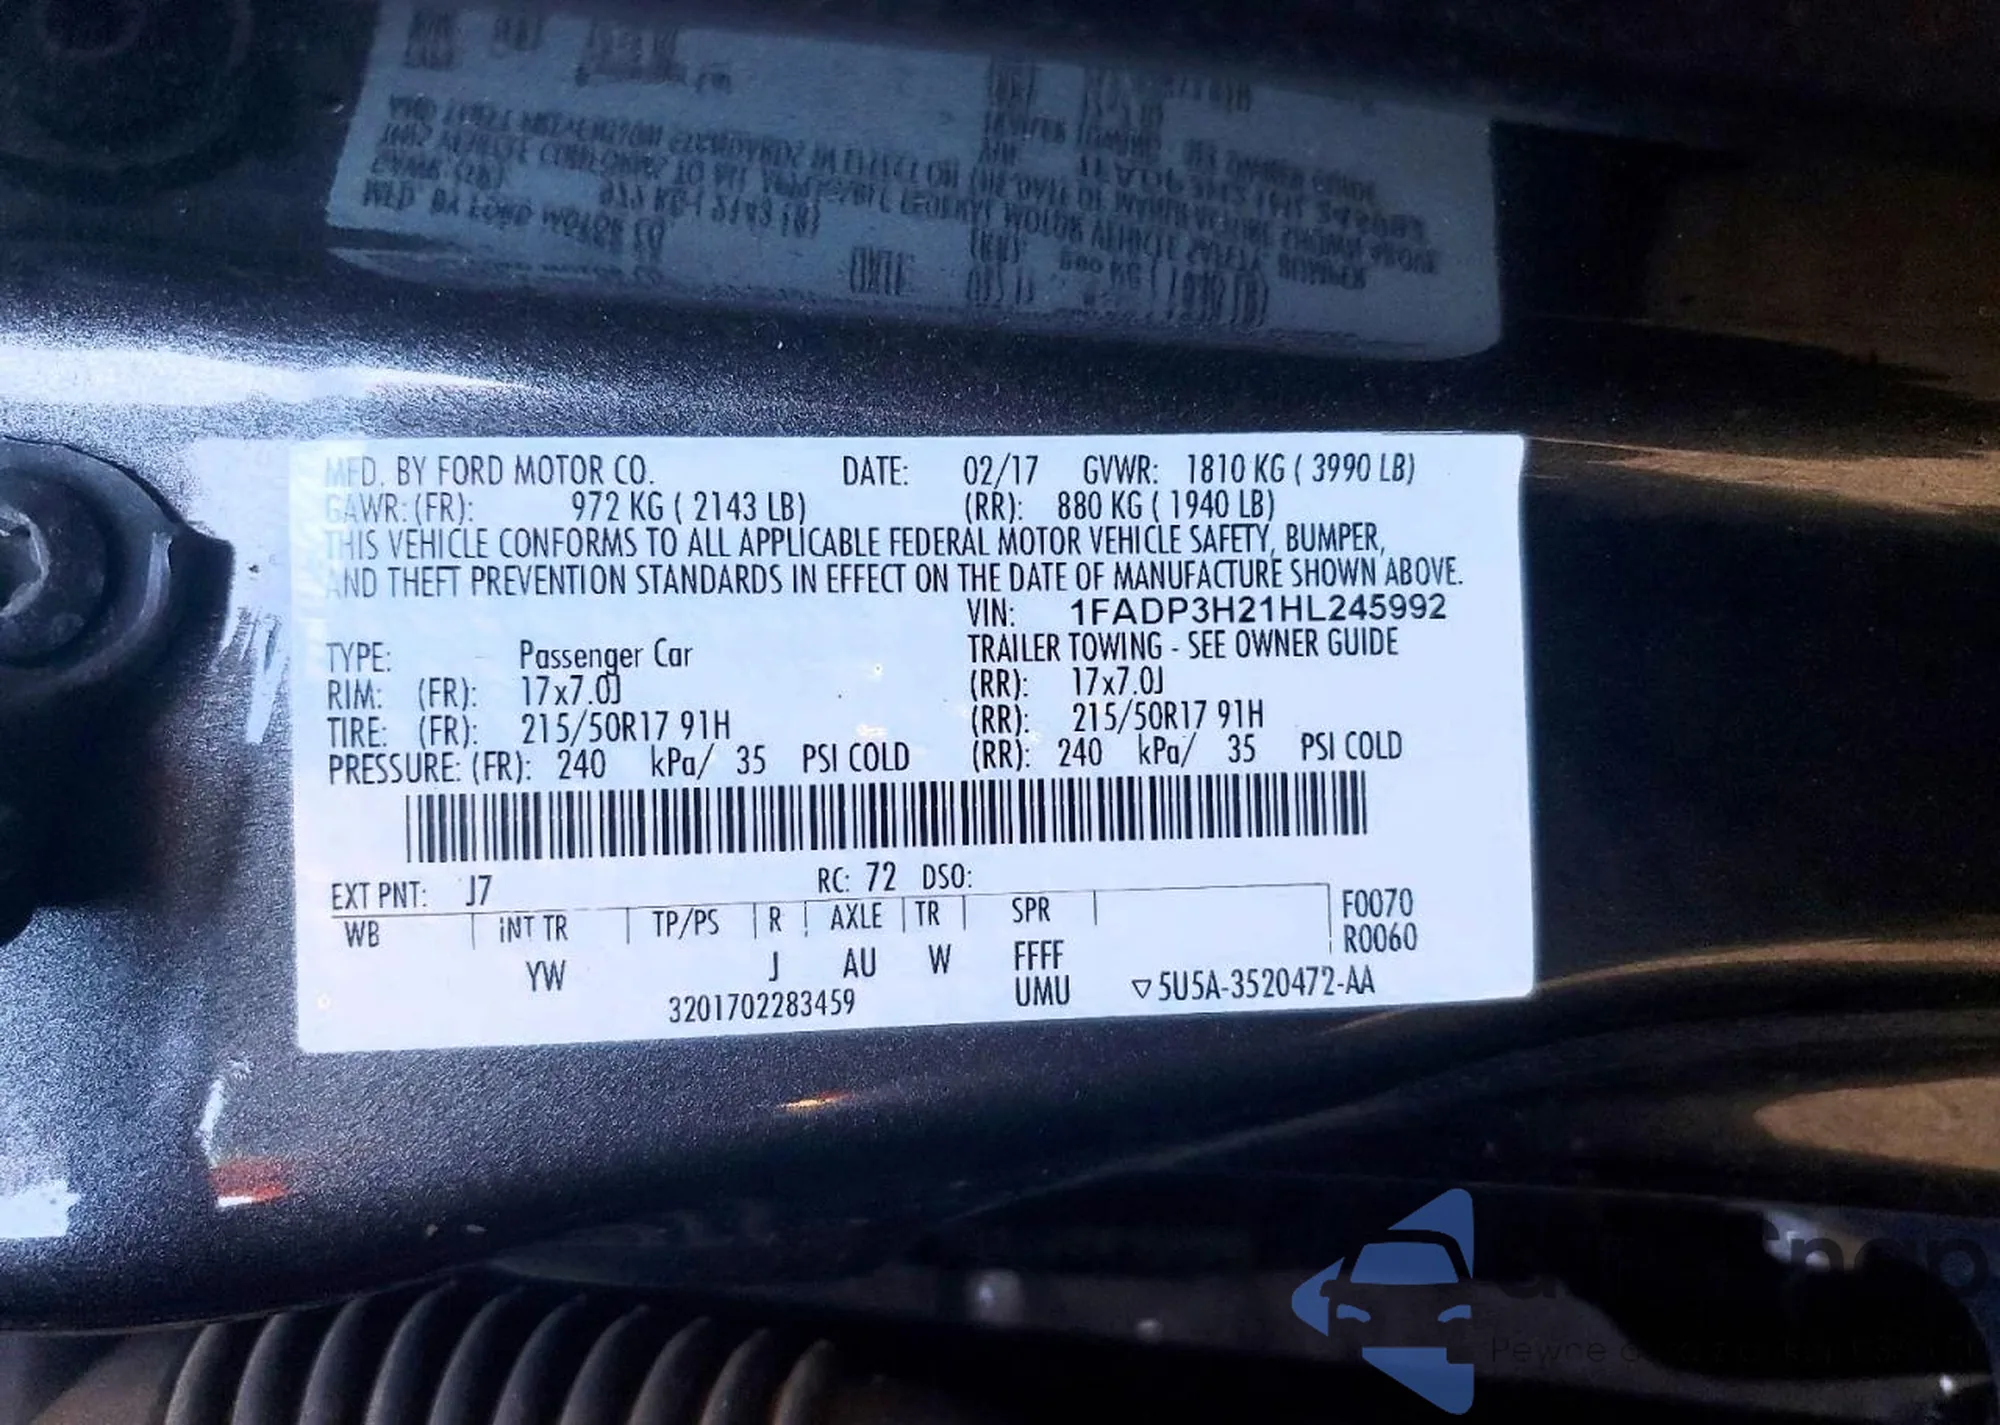 MFD. BY FORD MOTOR CO. DATE: 02/17 GVWR: 1810 KG ( 3990 LB)
GAWR: (FR): 972 KG ( 2143 LB) (RR): 880 KG ( 1940 LB)
THIS VEHICLE CONFORMS TO ALL APPLICABLE FEDERAL MOTOR VEHICLE SAFETY, BUMPER,
AND THEFT PREVENTION STANDARDS IN EFFECT ON THE DATE OF MANUFACTURE SHOWN ABOVE.
VIN: 1FADP3H21HL245992
TYPE: Passenger Car TRAILER TOWING - SEE OWNER GUIDE
RIM: (FR): 17x7.0J (RR): 17x7.0J
TIRE: (FR): 215/50R17 91H (RR): 215/50R17 91H
PRESSURE: (FR): 240 kPa/ 35 PSI COLD (RR): 240 kPa/ 35 PSI COLD
EXT PNT: J7 RC: 72 DSO:
WB INT TR TP/PS R AXLE TR SPR F0070
YW J AU W FFFF R0060
3201702283459 UMU ▽5U5A-3520472-AA
Pewne